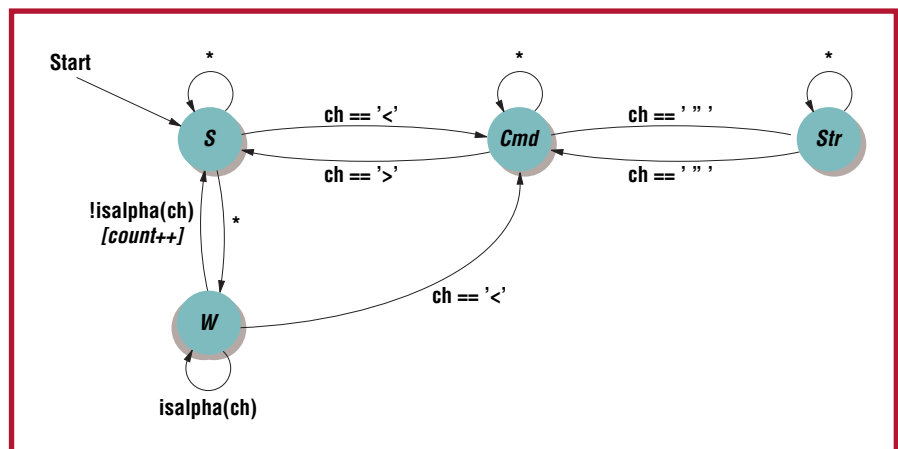 Start
*
*
*
ch == '<'
ch == ' " '
S
Cmd
Str
ch == '>'
ch == ' " '
!isalpha(ch)
[count++]
*
ch == '<'
W
isalpha(ch)